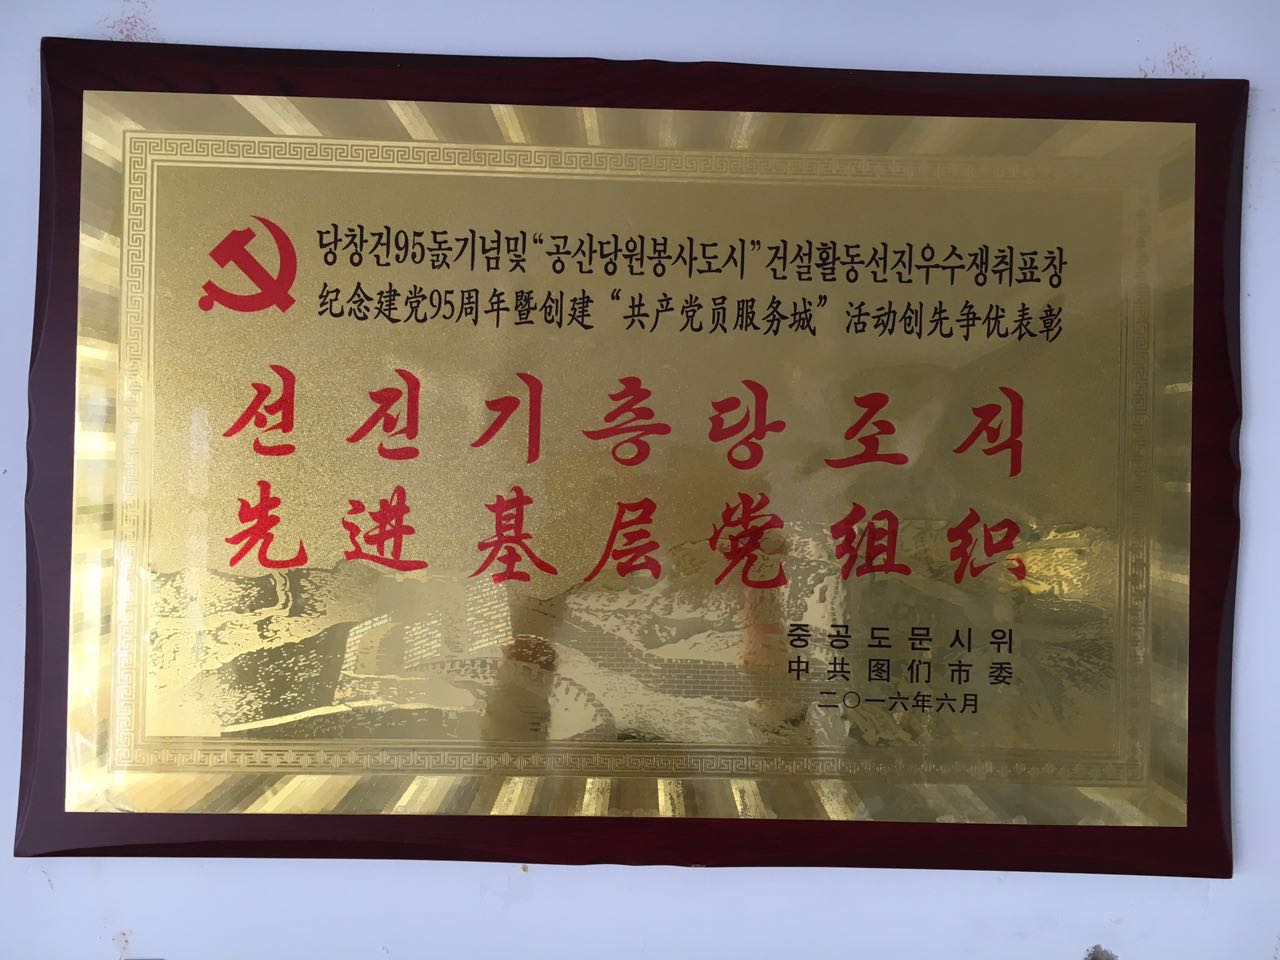 당창건95돐기념및“공산당원봉사도시”건설활동선진우수쟁취표창
纪念建党95周年暨创建“共产党员服务城”活动创先争优表彰
선진기층당조직
先进基层党组织
중공도문시위
中共图们市委
二〇一六年六月